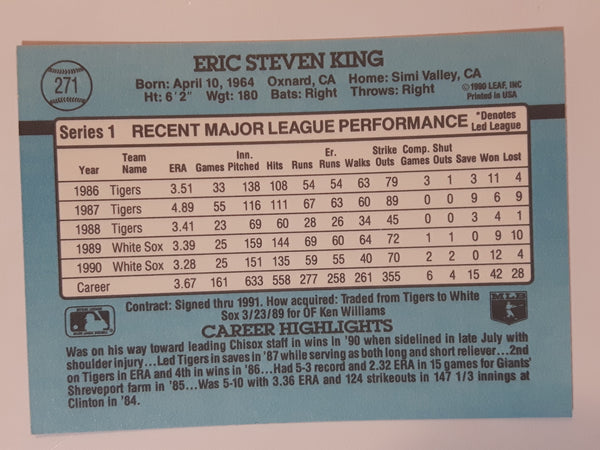 271
ERIC STEVEN KING
Born: April 10, 1964 Oxnard, CA Home: Simi Valley, CA
Ht: 6'2" Wgt: 180 Bats: Right Throws: Right
©1990 LEAF, INC
Printed in USA
Series 1 RECENT MAJOR LEAGUE PERFORMANCE *Denotes Led League
Year Team Name ERA Games Inn. Pitched Hits Runs Er. Runs Walks Strike Outs Comp. Games Shut Outs Save Won Lost
1986 Tigers 3.51 33 138 108 54 54 63 79 3 1 3 11 4
1987 Tigers 4.89 55 116 111 67 63 60 89 0 0 9 6 9
1988 Tigers 3.41 23 69 60 28 26 34 45 0 0 3 4 1
1989 White Sox 3.39 25 159 144 69 60 64 72 1 1 0 9 10
1990 White Sox 3.28 25 151 135 59 55 40 70 2 2 0 12 4
Career 3.67 161 633 558 277 258 261 355 6 4 15 42 28
Contract: Signed thru 1991. How acquired: Traded from Tigers to White
Sox 3/23/89 for OF Ken Williams
MLB
CAREER HIGHLIGHTS
Was on his way toward leading Chisox staff in wins in '90 when sidelined in late July with
shoulder injury...Led Tigers in saves in '87 while serving as both long and short reliever...2nd
on Tigers in ERA and 4th in wins in '86...Had 5-3 record and 2.32 ERA in 15 games for Giants'
Shreveport farm in '85...Was 5-10 with 3.36 ERA and 124 strikeouts in 147 1/3 innings at
Clinton in '84.